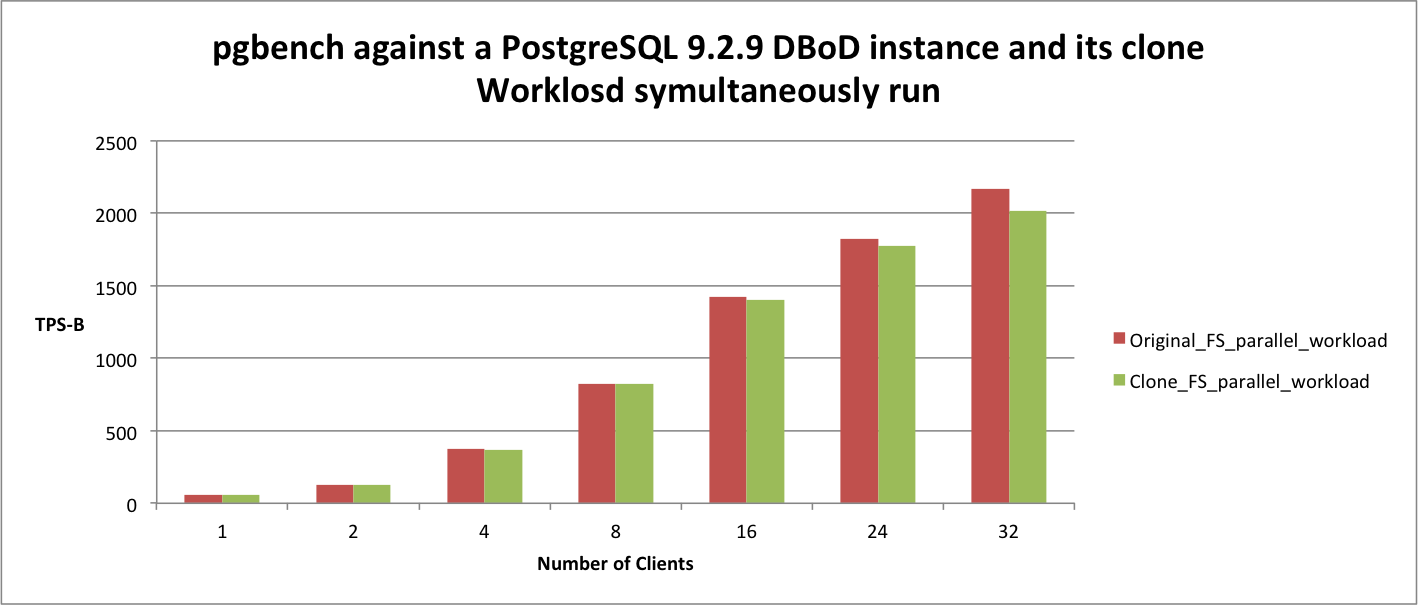 pgbench against a PostgreSQL 9.2.9 DBoD instance and its clone
Worklosd symultaneously run
2500
2000
1500
1000
500
0
TPS-B
1 2 4 8 16 24 32
Number of Clients
Original_FS_parallel_workload
Clone_FS_parallel_workload